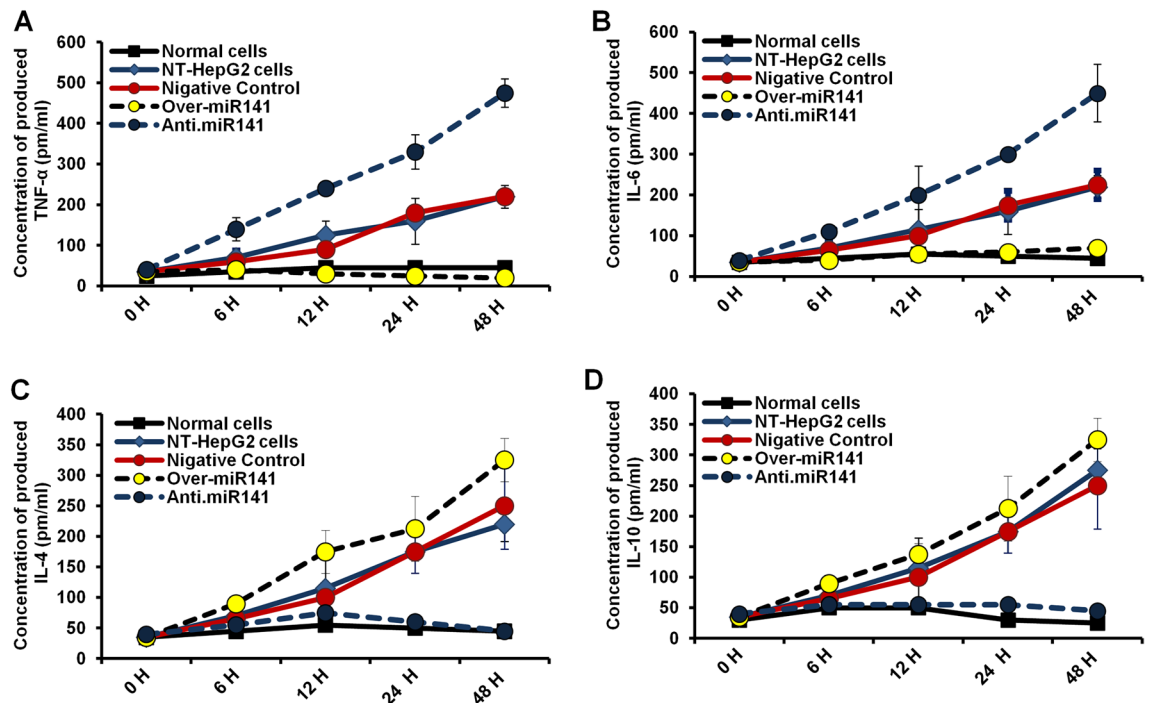 A
Concentration of produced
TNF-α (pm/ml)
600
500
400
300
200
100
0
Normal cells
NT-HepG2 cells
Nigative Control
Over-miR141
Anti.miR141
0 H
6 H
12 H
24 H
48 H
B
Concentration of produced
IL-6 (pm/ml)
600
500
400
300
200
100
0
Normal cells
NT-HepG2 cells
Nigative Control
Over-miR141
Anti.miR141
0 H
6 H
12 H
24 H
48 H
C
Concentration of produced
IL-4 (pm/ml)
400
350
300
250
200
150
100
50
0
Normal cells
NT-HepG2 cells
Nigative Control
Over-miR141
Anti.miR141
0 H
6 H
12 H
24 H
48 H
D
Concentration of produced
IL-10 (pm/ml)
400
350
300
250
200
150
100
50
0
Normal cells
NT-HepG2 cells
Nigative Control
Over-miR141
Anti.miR141
0 H
6 H
12 H
24 H
48 H